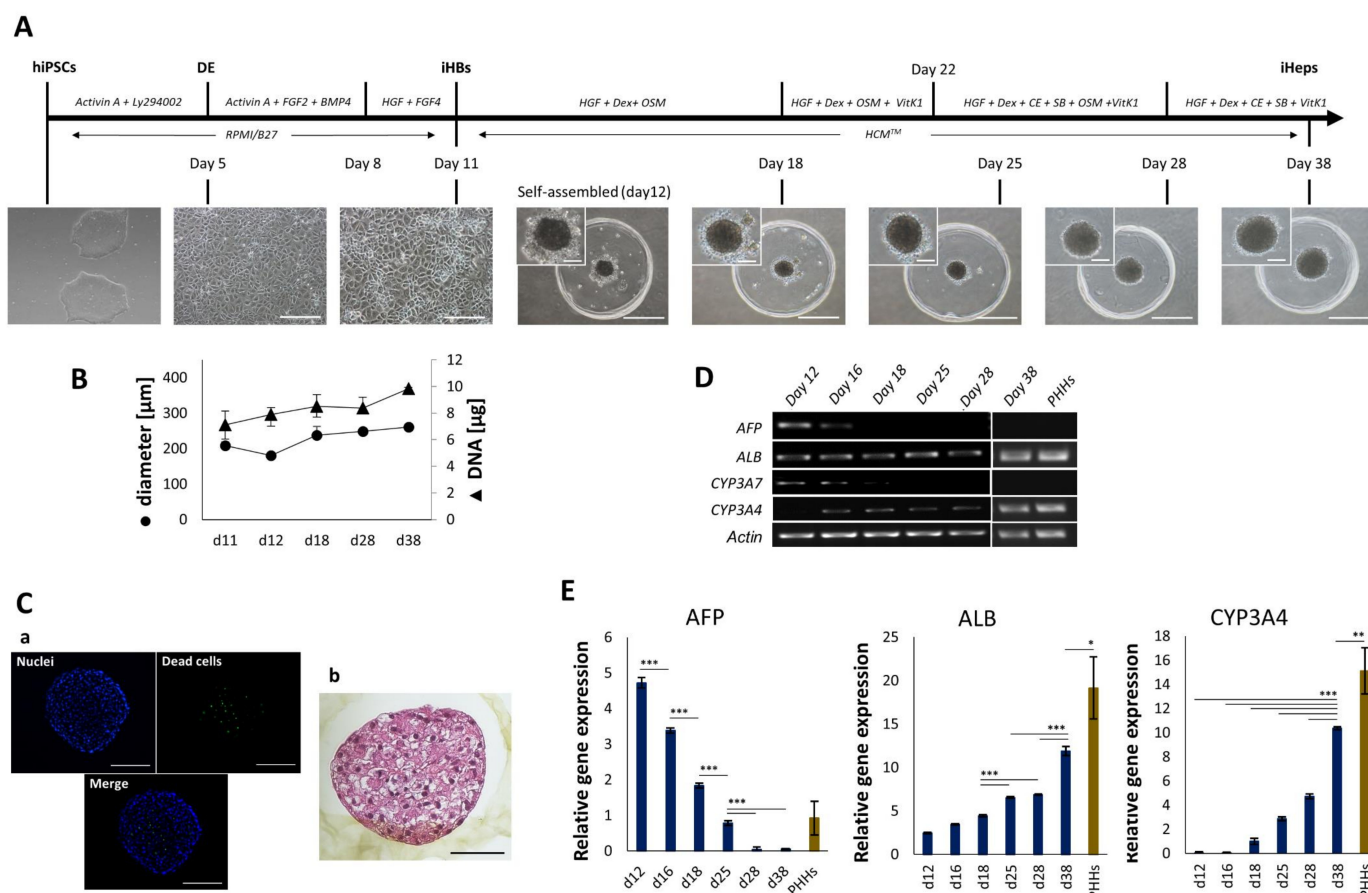 A
hiPSCs DE iHBs Day 22 iHeps
Activin A + Ly294002 Activin A + FGF2 + BMP4 HGF + FGF4 HGF + Dex+ OSM HGF + Dex + OSM + VitK1 HGF + Dex + CE + SB + OSM +VitK1 HGF + Dex + CE + SB + VitK1
RPMI/B27 HCM™
Day 5 Day 8 Day 11 Day 18 Day 25 Day 28 Day 38
Self-assembled (day12)
B
● diameter [µm]
400
300
200
100
0
12
10
8
6
4
2
0
▲ DNA [µg]
d11 d12 d18 d28 d38
C
a
Nuclei Dead cells
Merge
b
D
Day 12 Day 16 Day 18 Day 25 Day 28 Day 38 PHHs
AFP
ALB
CYP3A7
CYP3A4
Actin
E
AFP
Relative gene expression
6
5
4
3
2
1
0
*** *** *** ***
d12 d16 d18 d25 d28 d38 PHHs
ALB
Relative gene expression
25
20
15
10
5
0
*** *** *
d12 d16 d18 d25 d28 d38 PHHs
CYP3A4
Relative gene expression
18
16
14
12
10
8
6
4
2
0
*** **
d12 d16 d18 d25 d28 d38 PHHs